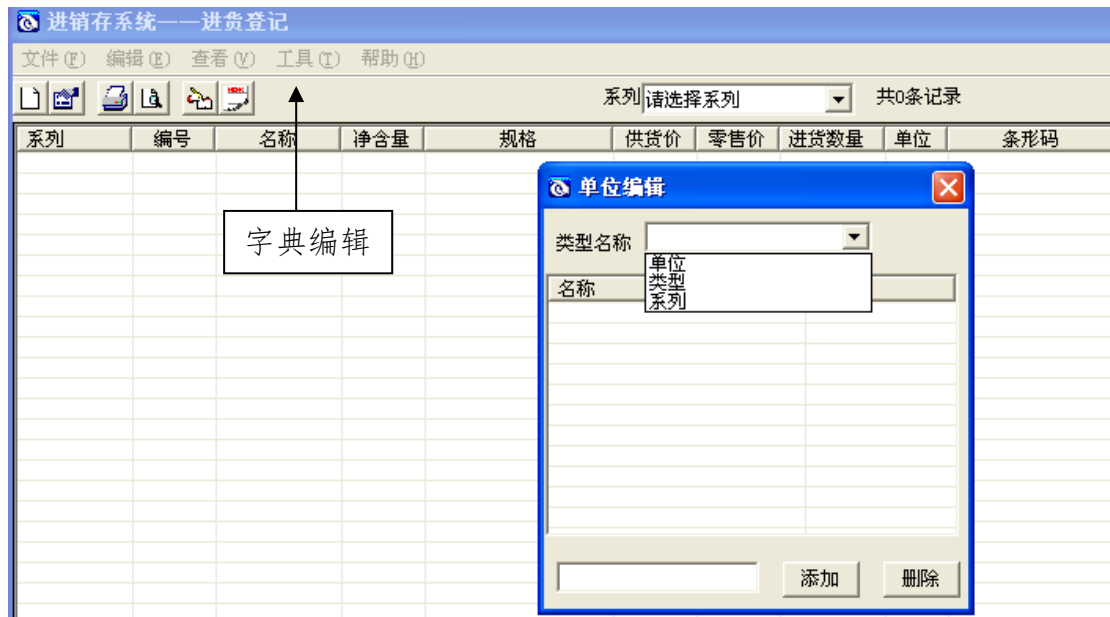 进销存系统——进货登记
文件(F) 编辑(E) 查看(V) 工具(T) 帮助(H)
系列 请选择系列 共0条记录
系列 编号 名称 净含量 规格 供货价 零售价 进货数量 单位 条形码
字典编辑
单位编辑
类型名称
单位
类型
系列
名称
添加 删除